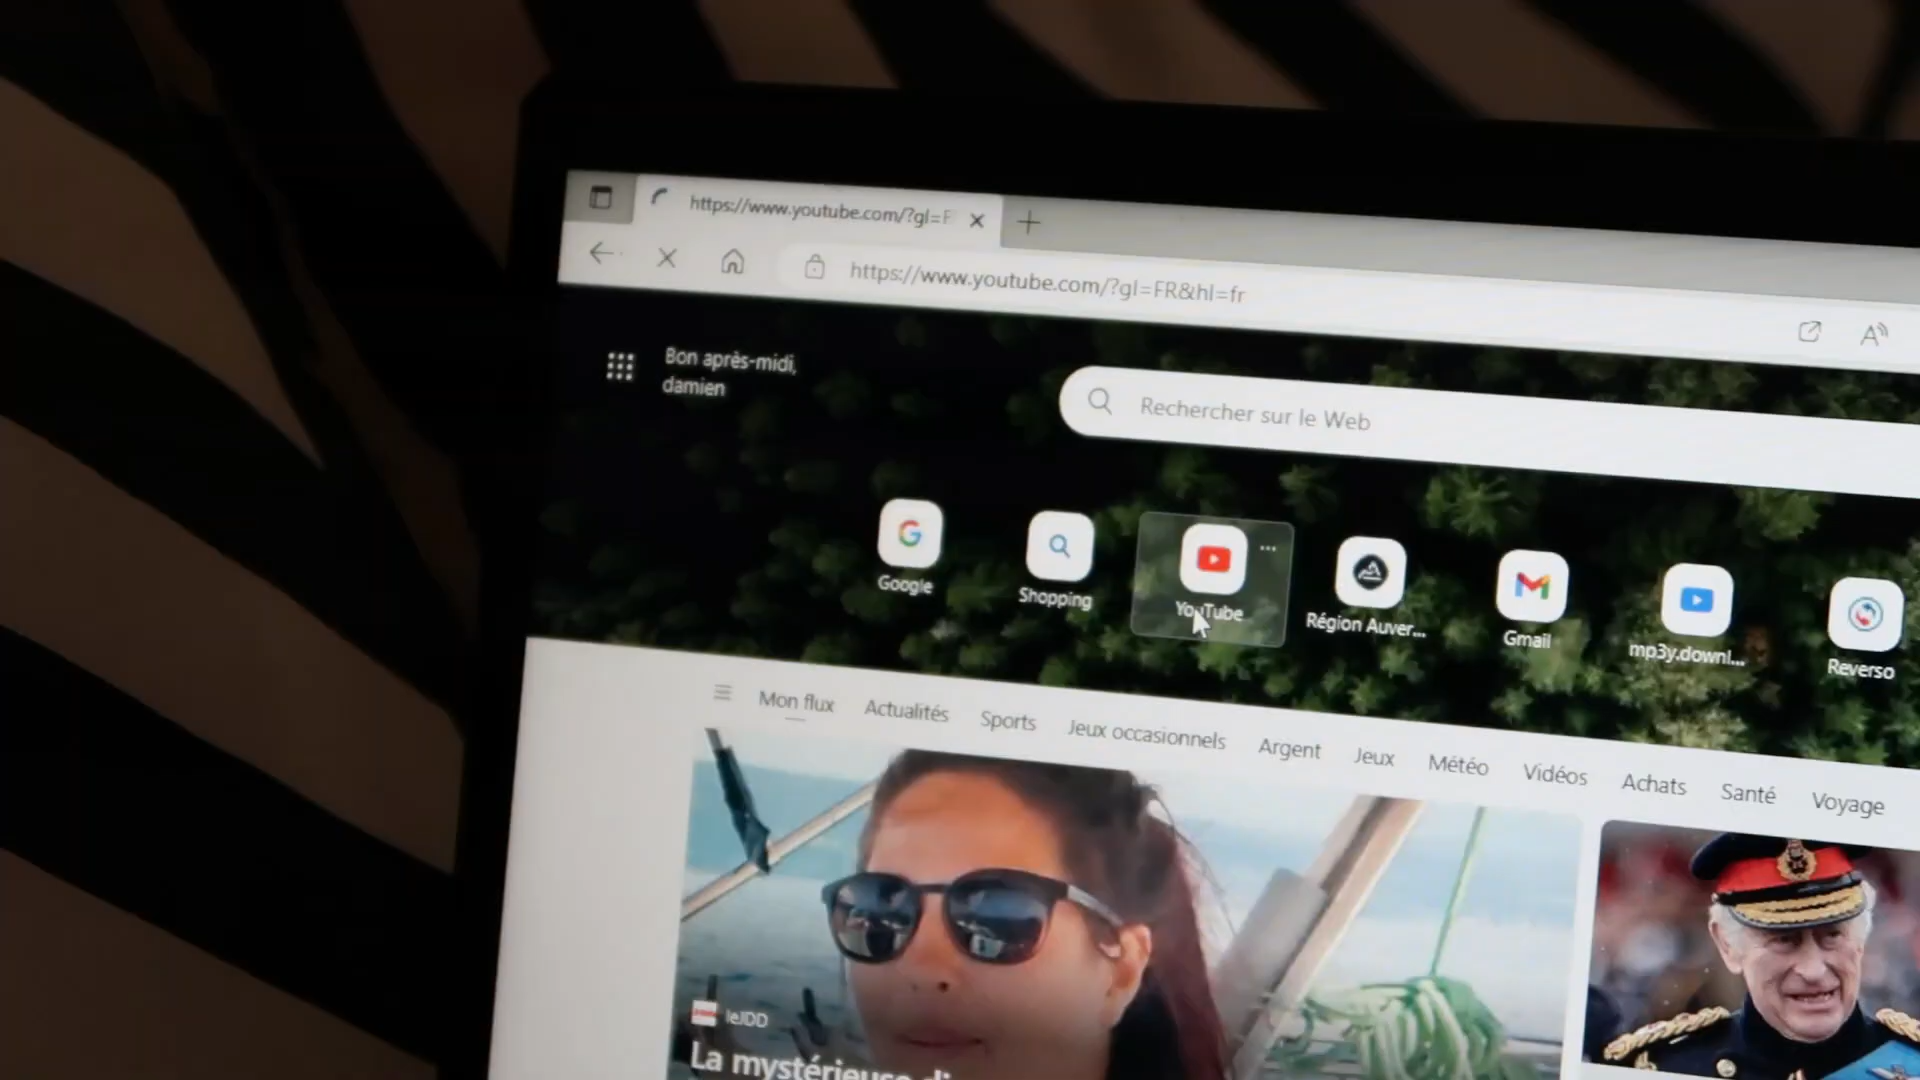 https://www.youtube.com/?gl=F
https://www.youtube.com/?gl=FR&hl=fr
Bon après-midi,
damien
Rechercher sur le Web
Google
Shopping
YouTube
Région Auver...
Gmail
mp3y.downl...
Reverso
Mon flux
Actualités
Sports
Jeux occasionnels
Argent
Jeux
Météo
Vidéos
Achats
Santé
Voyage
leJDD
La mystérieuse di